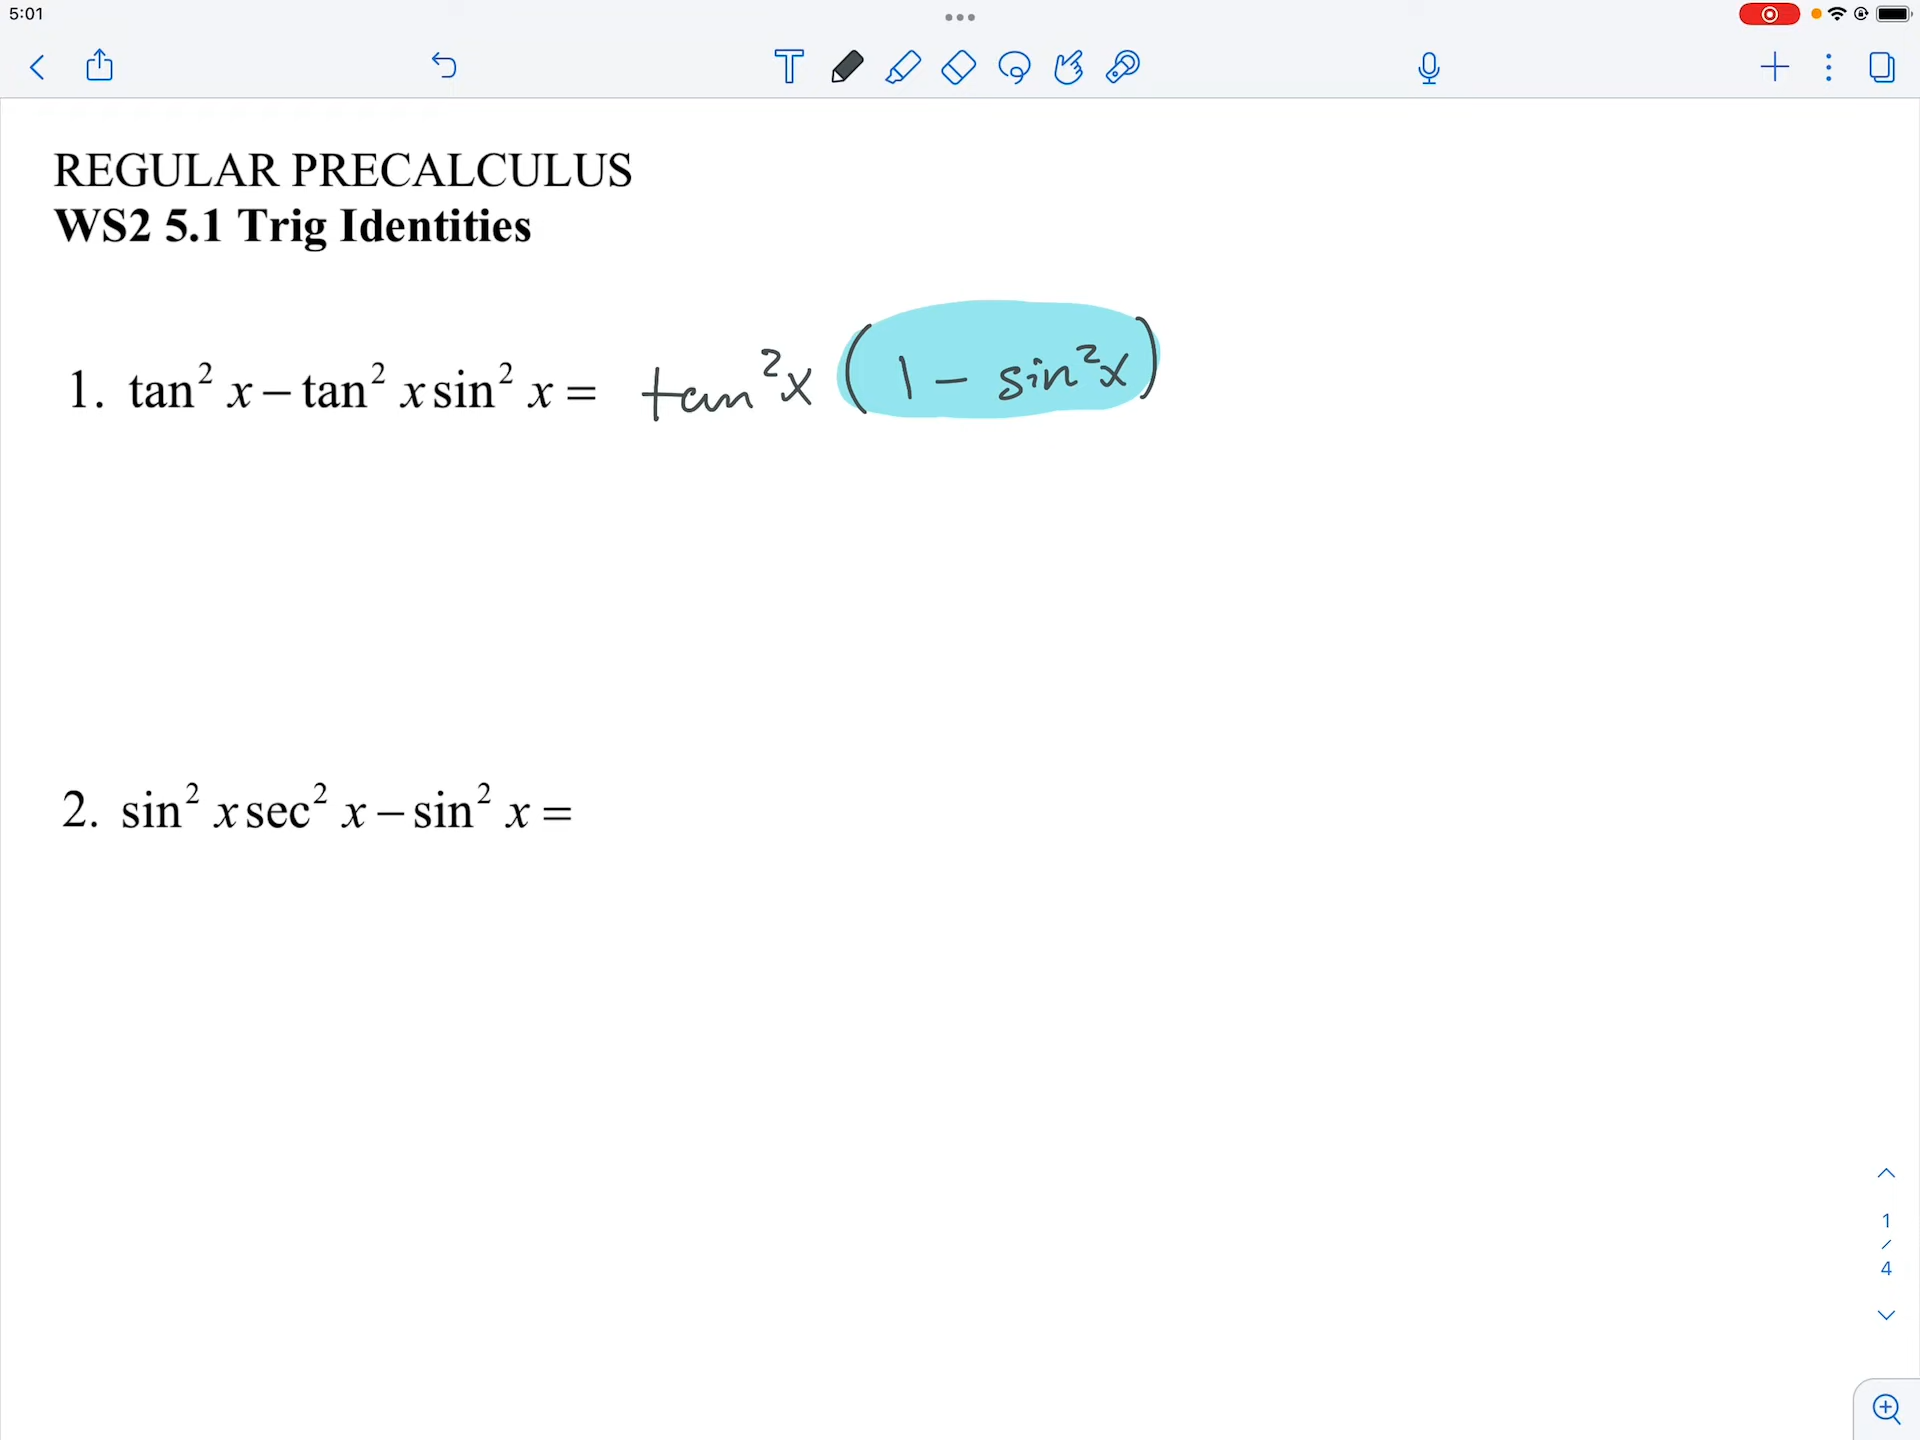 5:01
REGULAR PRECALCULUS
WS2 5.1 Trig Identities
1. tan² x − tan² x sin² x = tan²x (1 − sin²x)
2. sin² x sec² x − sin² x =
1
/
4